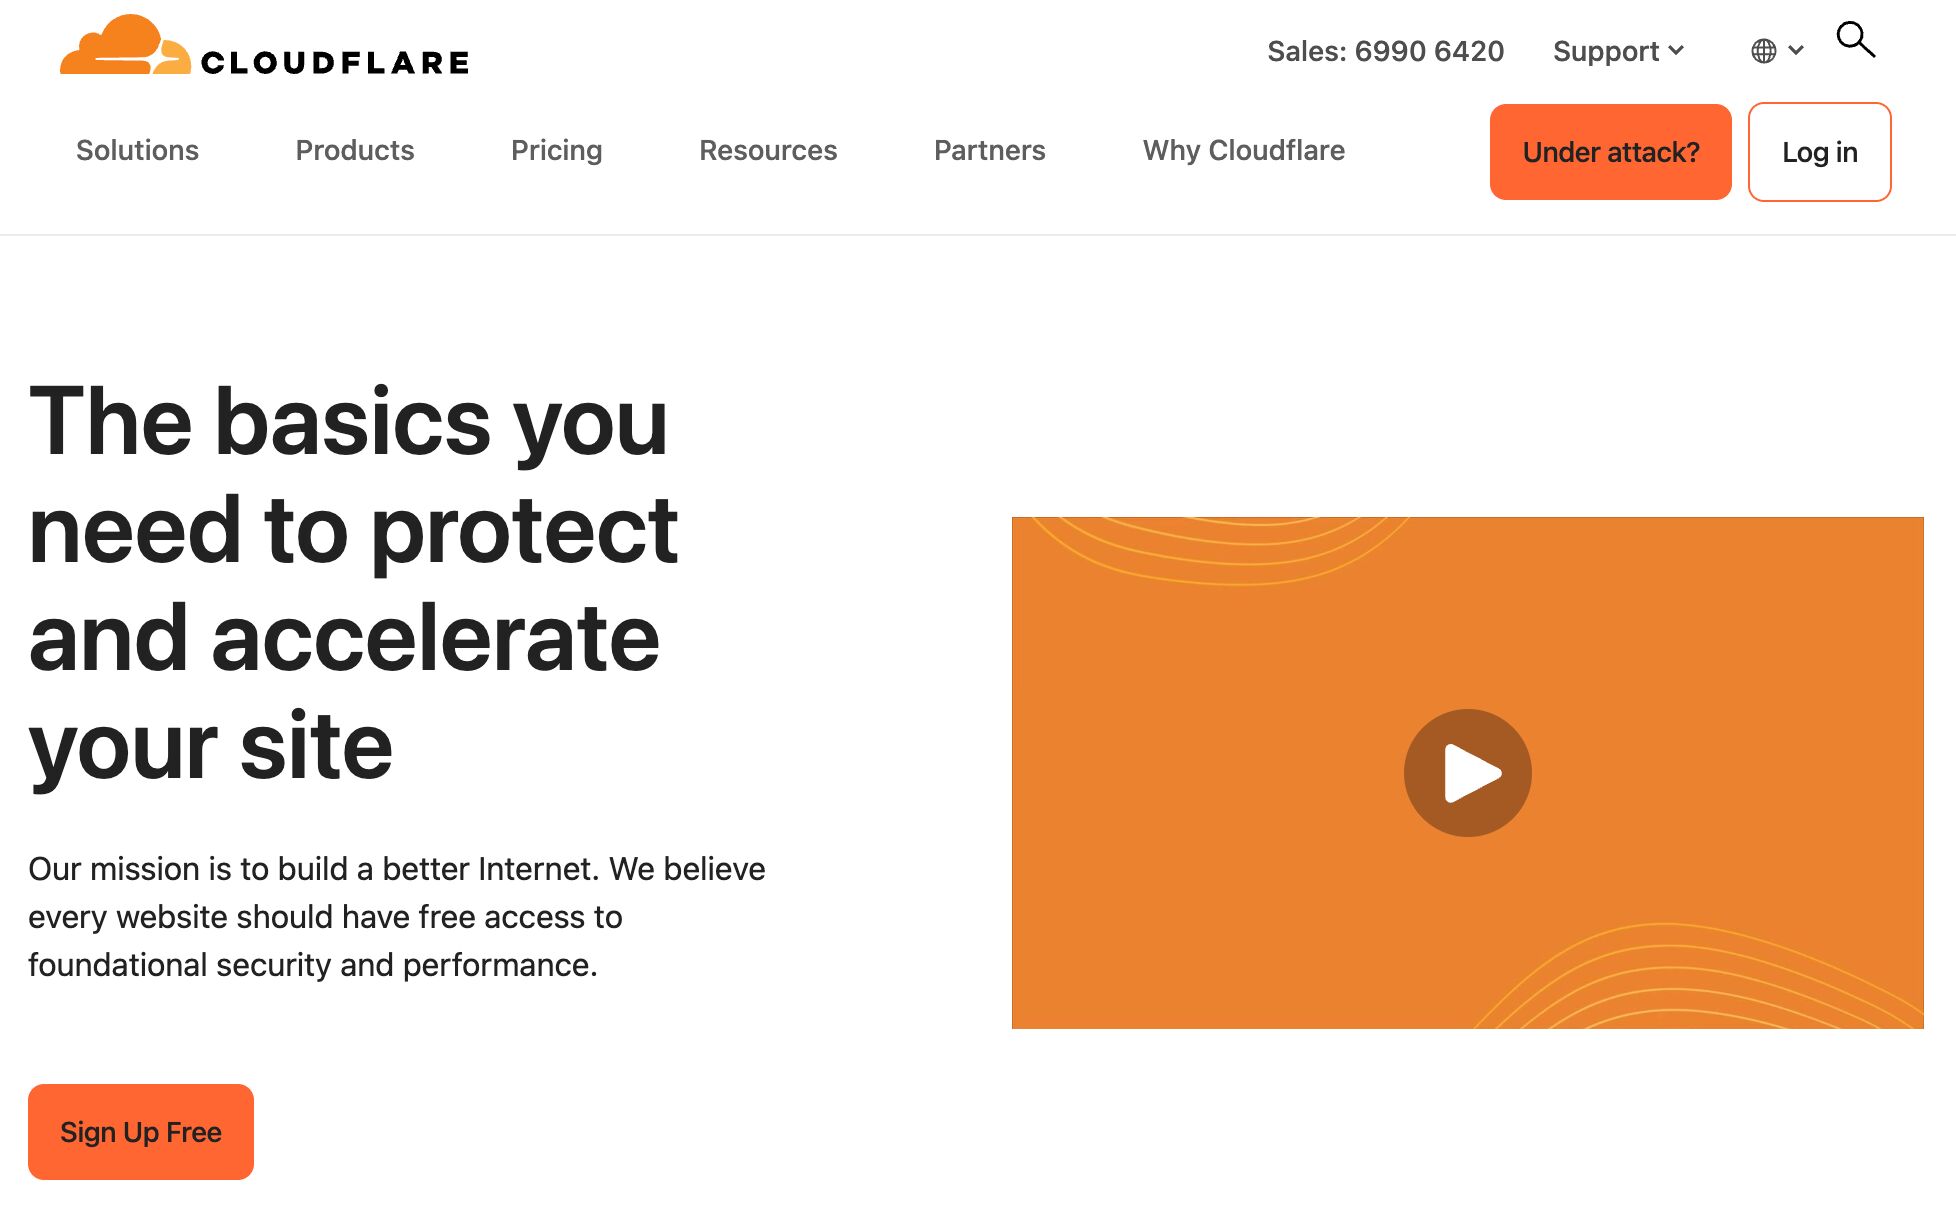 CLOUDFLARE
Sales: 6990 6420
Support
Solutions
Products
Pricing
Resources
Partners
Why Cloudflare
Under attack?
Log in
The basics you
need to protect
and accelerate
your site
Our mission is to build a better Internet. We believe
every website should have free access to
foundational security and performance.
Sign Up Free